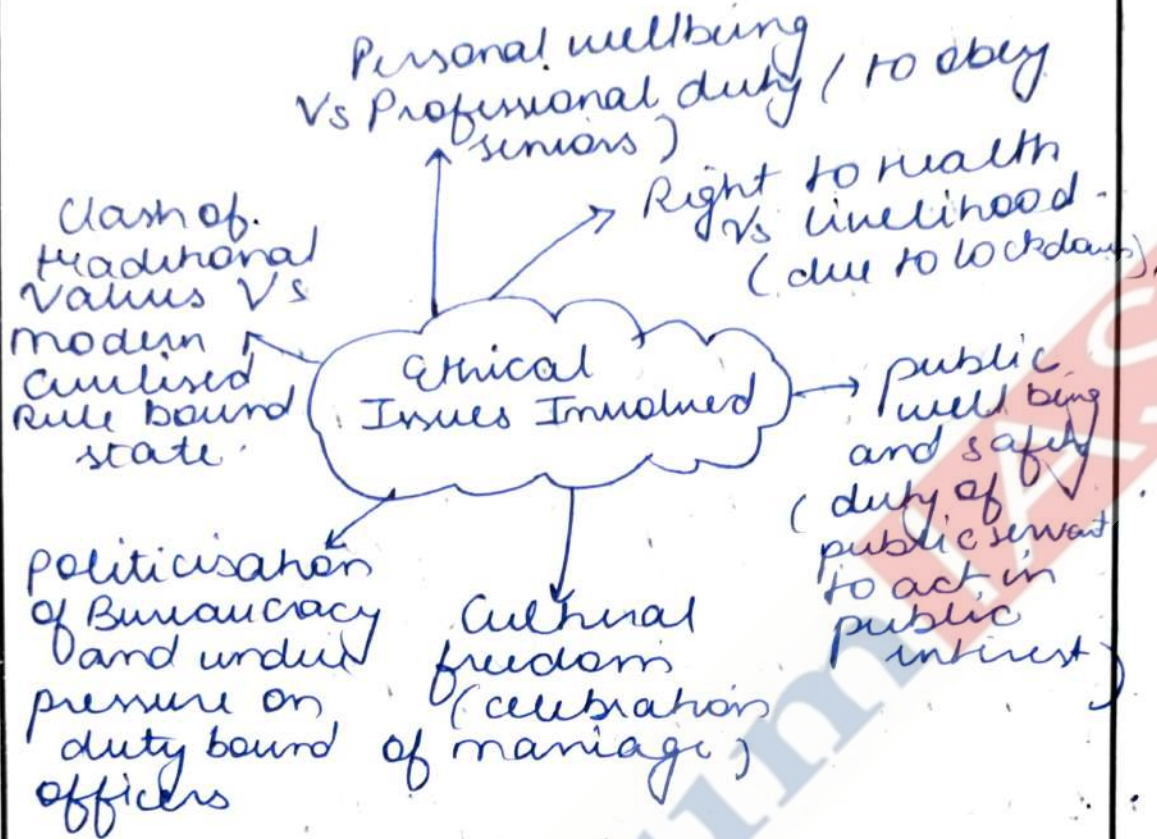 Personal wellbeing
Vs Professional duty (to obey
seniors)
Right to Health
Vs livelihood.
(due to lockdown).
Clash of
traditional
Values Vs
modern
Civilised
Rule bound
state.
Ethical
Issues Involved
public
well being
and safety
(duty of
public servant
to act in
public
interest)
politicisation
of Bureaucracy
and undue
pressure on
duty bound
officers
Cultural
freedom
(celebration
of marriage)
IAS